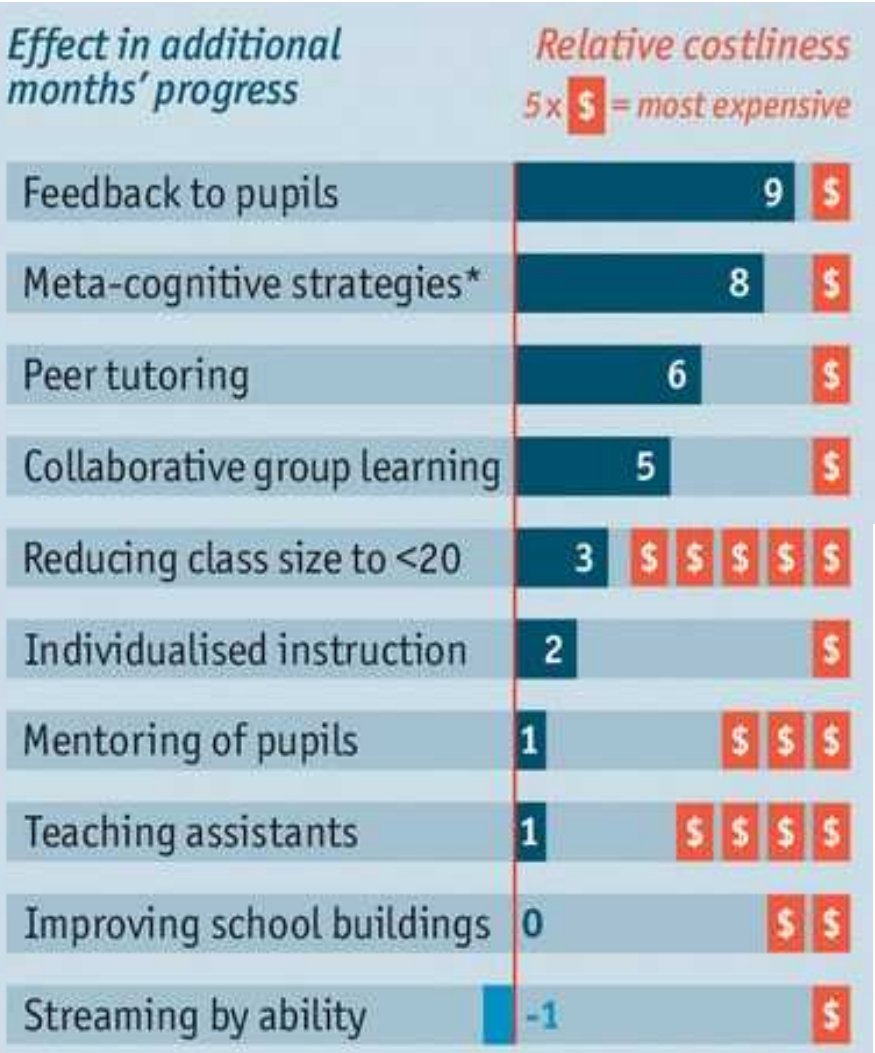 Effect in additional
months' progress
Relative costliness
5 x $ = most expensive
Feedback to pupils 9 $
Meta-cognitive strategies* 8 $
Peer tutoring 6 $
Collaborative group learning 5 $
Reducing class size to <20 3 $ $ $ $ $
Individualised instruction 2 $
Mentoring of pupils 1 $ $ $
Teaching assistants 1 $ $ $ $
Improving school buildings 0 $ $
Streaming by ability -1 $